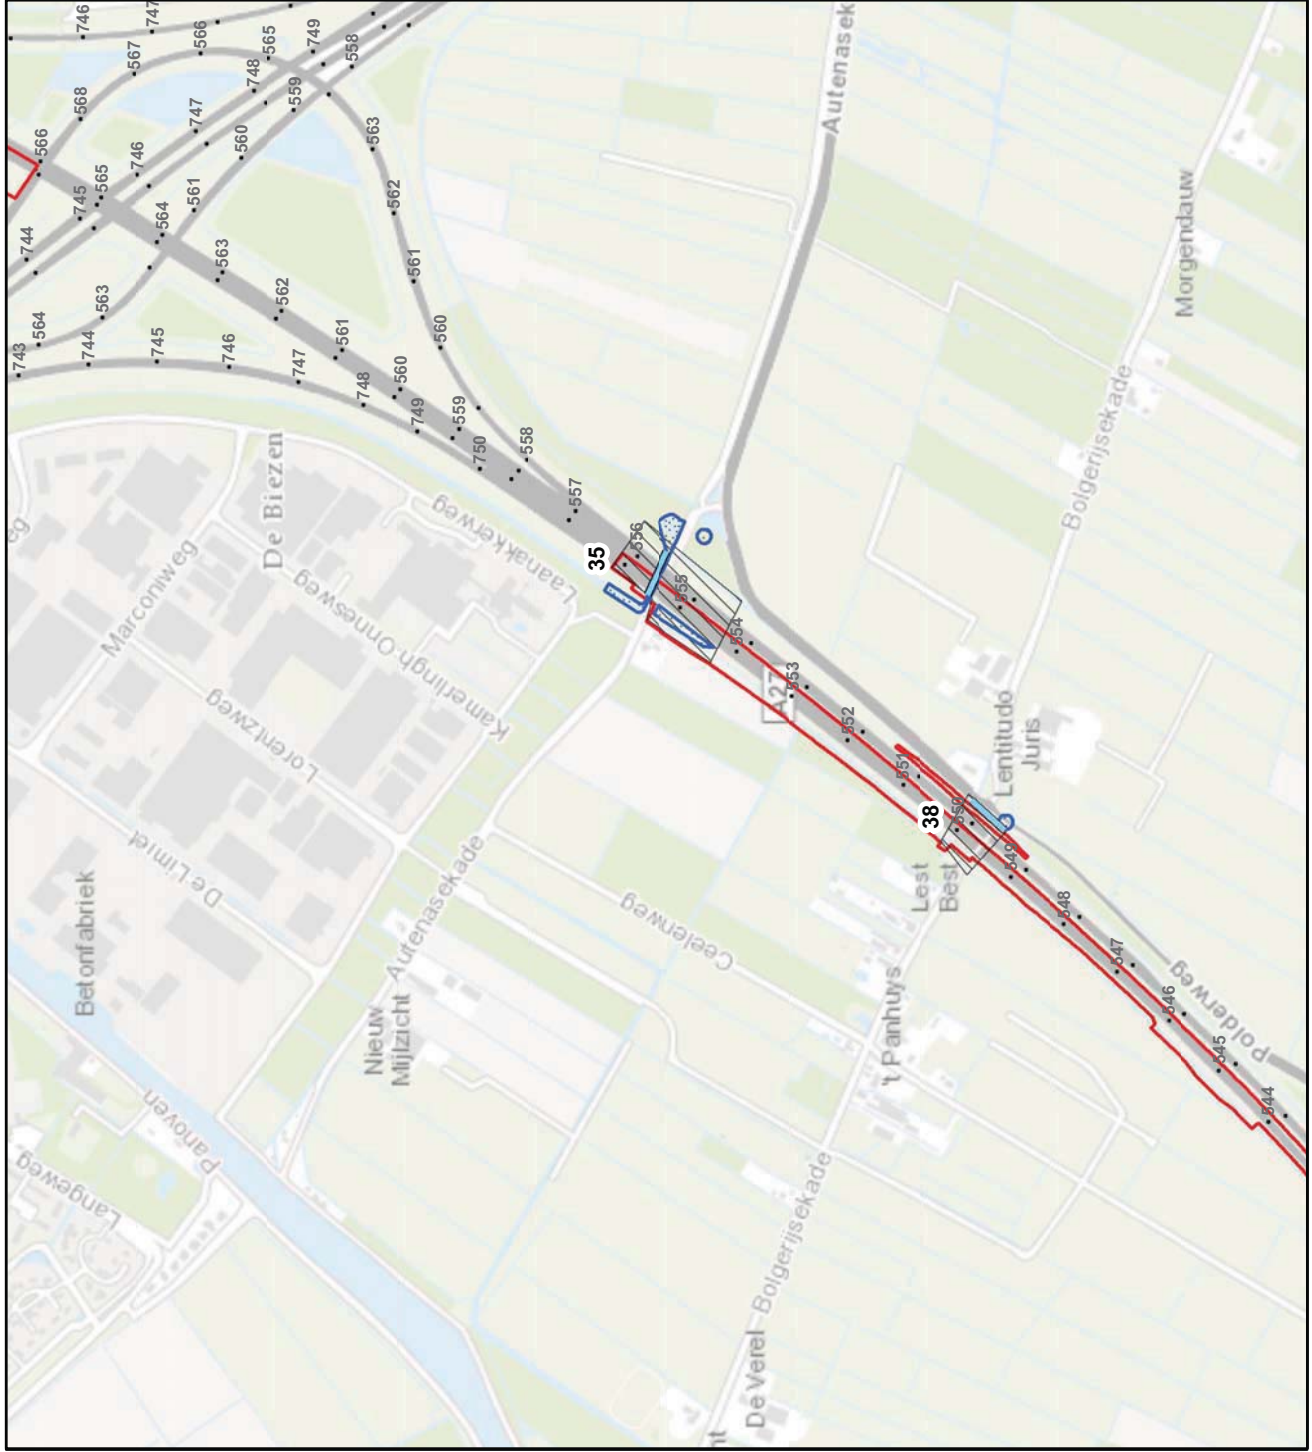 746
747
566
565
749
558
567
748
568
559
747
560
566
746
563
745
565
561
562
744
564
563
561
562
564
563
743
744
745
561
560
746
747
560
748
559
749
750
558
557
35
556
555
554
A27
553
552
551
38
549
548
547
546
545
544
De Biezen
Marconiweg
Laanakkerweg
Kamerlingh Onnesweg
Lorentzweg
De Limiet
Betonfabriek
Autenasekade
Nieuw
Mijlzicht
Ceelenweg
Panoven
Langeweg
Autenasek
Morgendauw
Bolgerijsekade
Lentitudo
Juris
Lest
Best
't Panhuys
Polderweg
Bolgerijsekade
De Verel